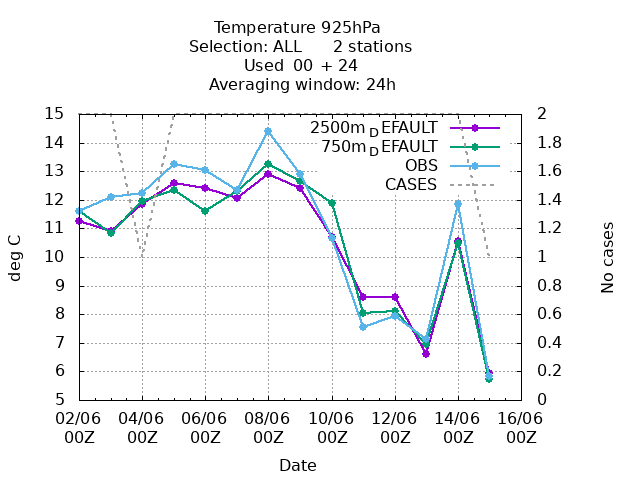 Temperature 925hPa
Selection: ALL 2 stations
Used 00 + 24
Averaging window: 24h
2500m DEFAULT
750m DEFAULT
OBS
CASES
15
14
13
12
11
10
9
8
7
6
5
deg C
2
1.8
1.6
1.4
1.2
1
0.8
0.6
0.4
0.2
0
No cases
02/06 04/06 06/06 08/06 10/06 12/06 14/06 16/06
00Z 00Z 00Z 00Z 00Z 00Z 00Z 00Z
Date